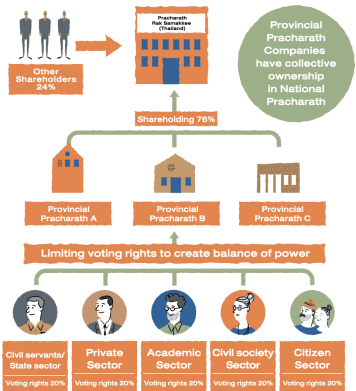 Pracharath
Rak Samakkee
(Thailand)
Provincial
Pracharath
Companies
have collective
ownership
in National
Pracharath
Other
Shareholders
24%
Shareholding 76%
Provincial
Pracharath A
Provincial
Pracharath B
Provincial
Pracharath C
Limiting voting rights to create balance of power
Civil servants/
State sector
Voting rights 20%
Private
Sector
Voting rights 20%
Academic
Sector
Voting rights 20%
Civil society
Sector
Voting rights 20%
Citizen
Sector
Voting rights 20%